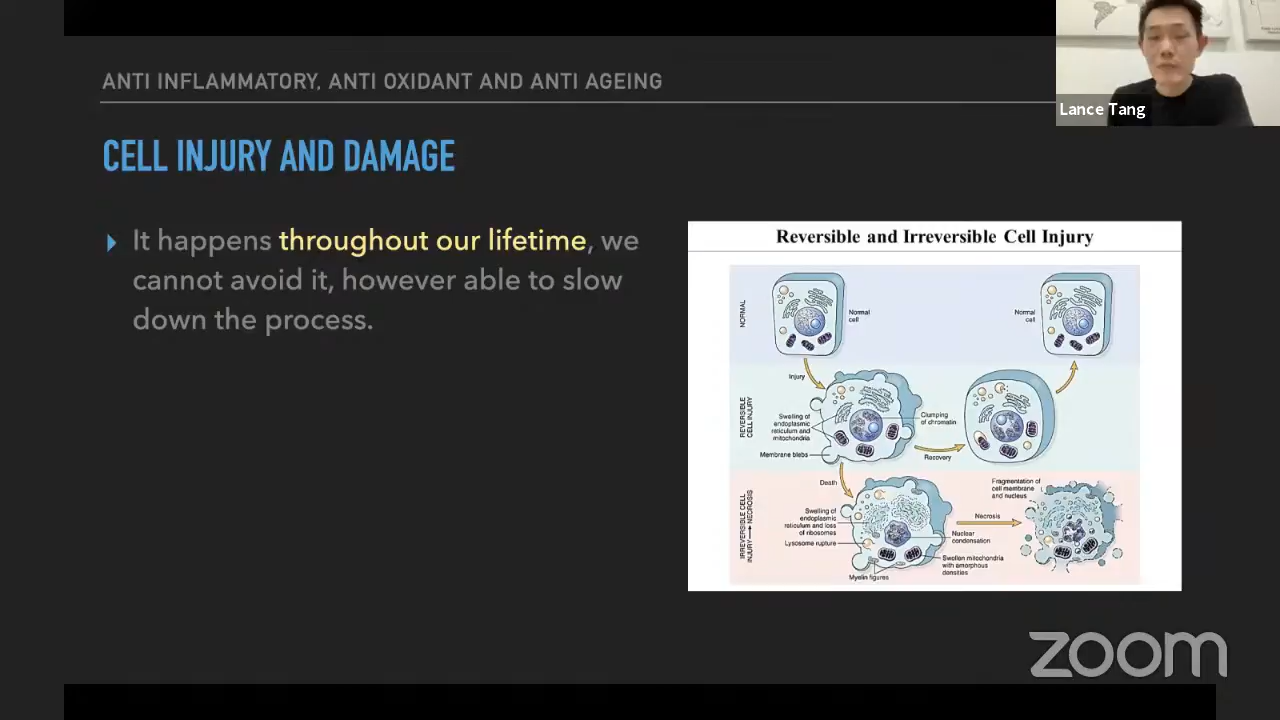 Lance Tang
ANTI INFLAMMATORY, ANTI OXIDANT AND ANTI AGEING
CELL INJURY AND DAMAGE
It happens throughout our lifetime, we
cannot avoid it, however able to slow
down the process.
Reversible and Irreversible Cell Injury
NORMAL
Normal
cell
Normal
cell
Injury
REVERSIBLE
CELL INJURY
Swelling of
endoplasmic
reticulum and
mitochondria
Membrane blebs
Clumping
of chromatin
Recovery
Death
IRREVERSIBLE CELL
INJURY → NECROSIS
Swelling of
endoplasmic
reticulum and loss
of ribosomes
Lysosome rupture
Myelin figures
Nuclear
condensation
Swollen mitochondria
with amorphous
densities
Necrosis
Fragmentation of
cell membrane
and nucleus
zoom